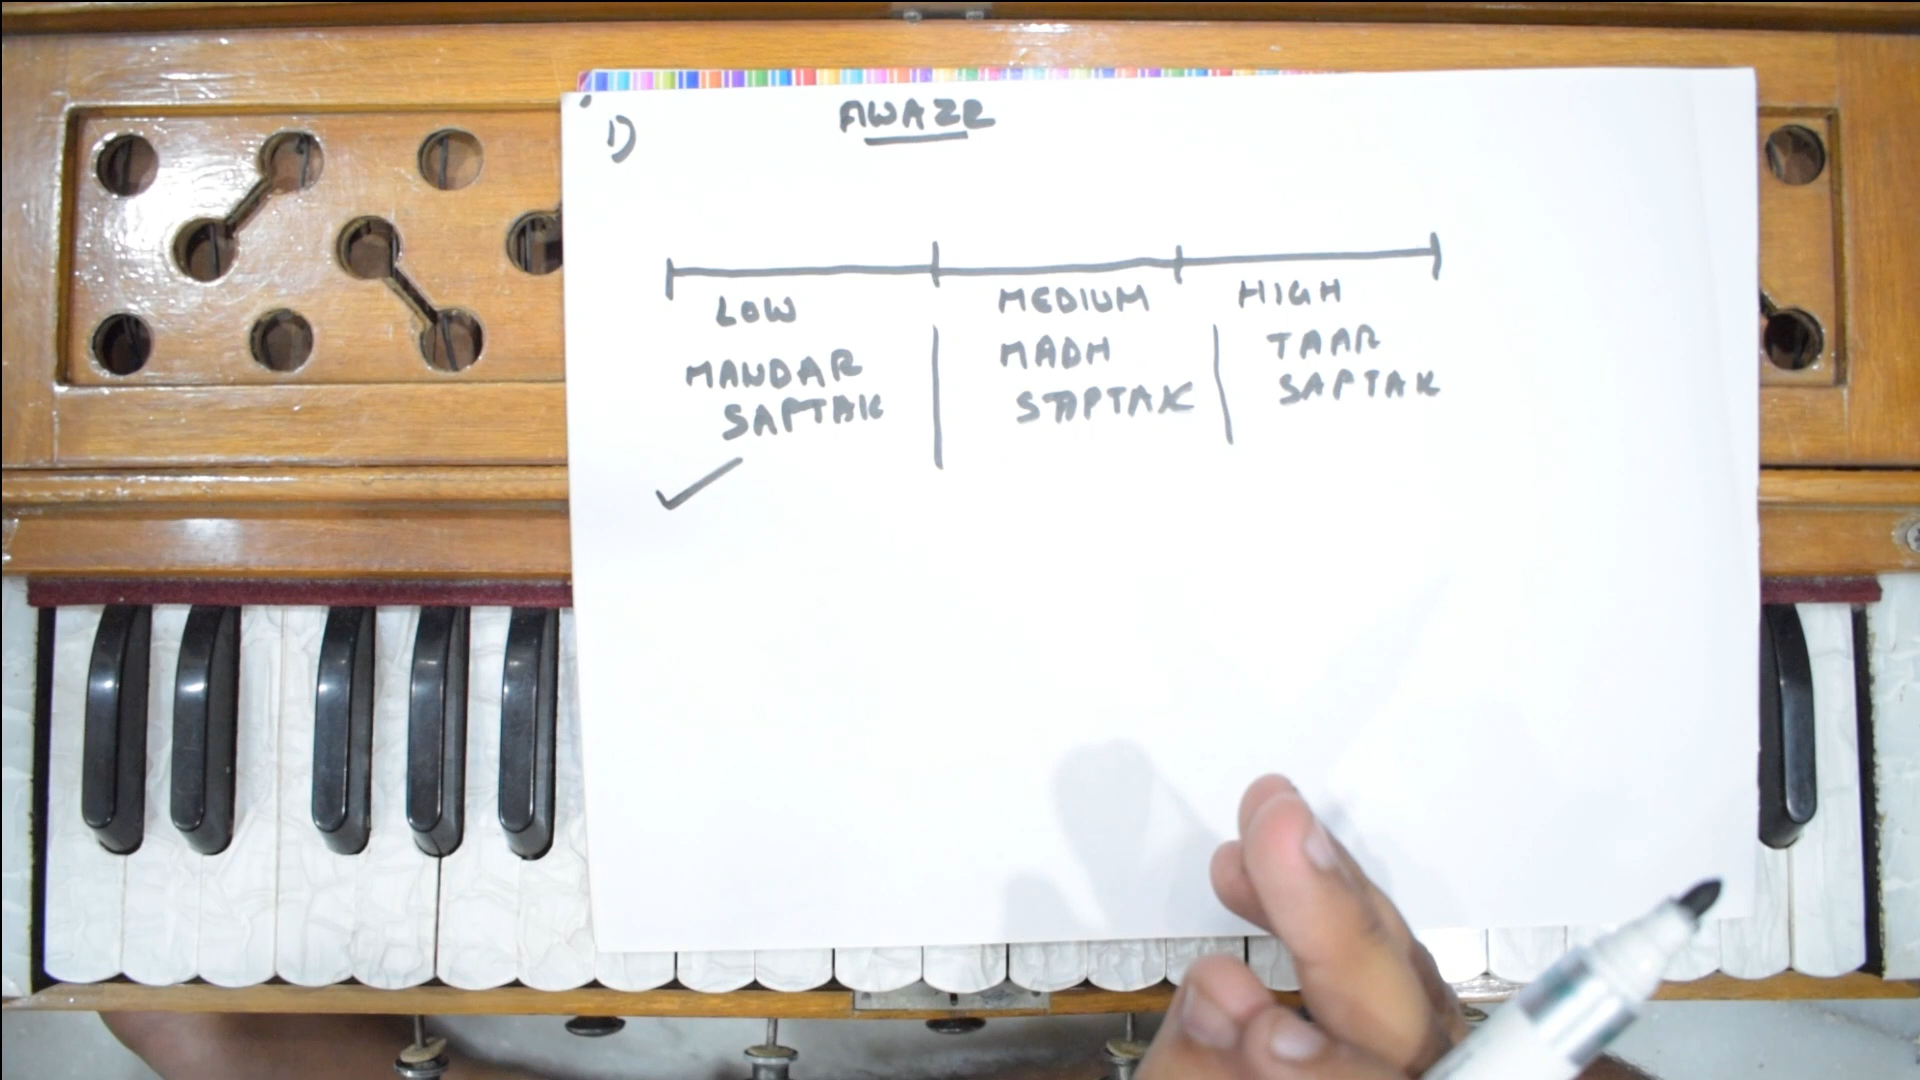 1) AWAZE
LOW MEDIUM HIGH
MANDAR MADH TAAR
SAPTAK SAPTAK SAPTAK